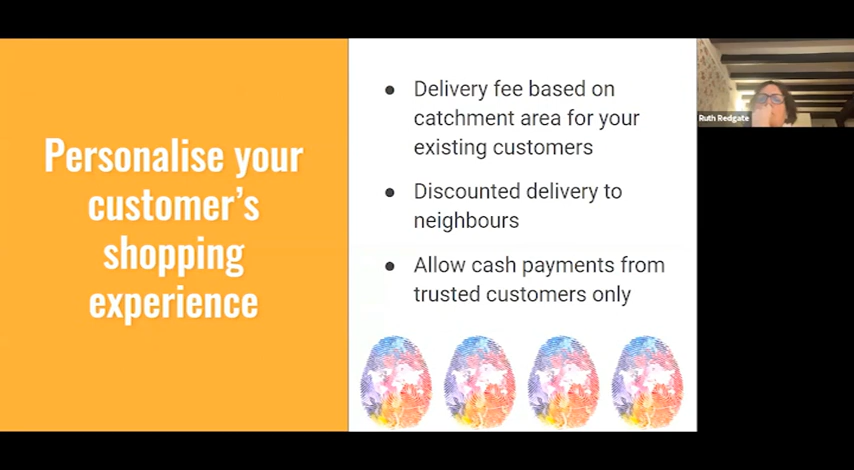 Personalise your
customer's
shopping
experience
● Delivery fee based on
catchment area for your
existing customers
● Discounted delivery to
neighbours
● Allow cash payments from
trusted customers only
Ruth Redgate